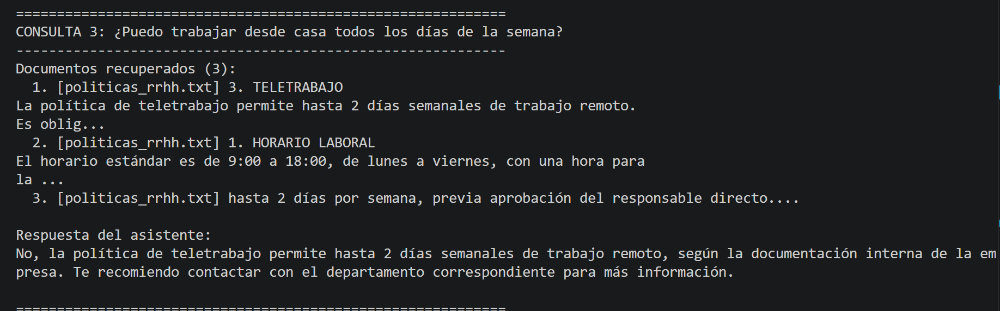 ============================================================
CONSULTA 3: ¿Puedo trabajar desde casa todos los días de la semana?
------------------------------------------------------------
Documentos recuperados (3):
  1. [politicas_rrhh.txt] 3. TELETRABAJO
La política de teletrabajo permite hasta 2 días semanales de trabajo remoto.
Es oblig...
  2. [politicas_rrhh.txt] 1. HORARIO LABORAL
El horario estándar es de 9:00 a 18:00, de lunes a viernes, con una hora para
la ...
  3. [politicas_rrhh.txt] hasta 2 días por semana, previa aprobación del responsable directo....

Respuesta del asistente:
No, la política de teletrabajo permite hasta 2 días semanales de trabajo remoto, según la documentación interna de la em
presa. Te recomiendo contactar con el departamento correspondiente para más información.

============================================================